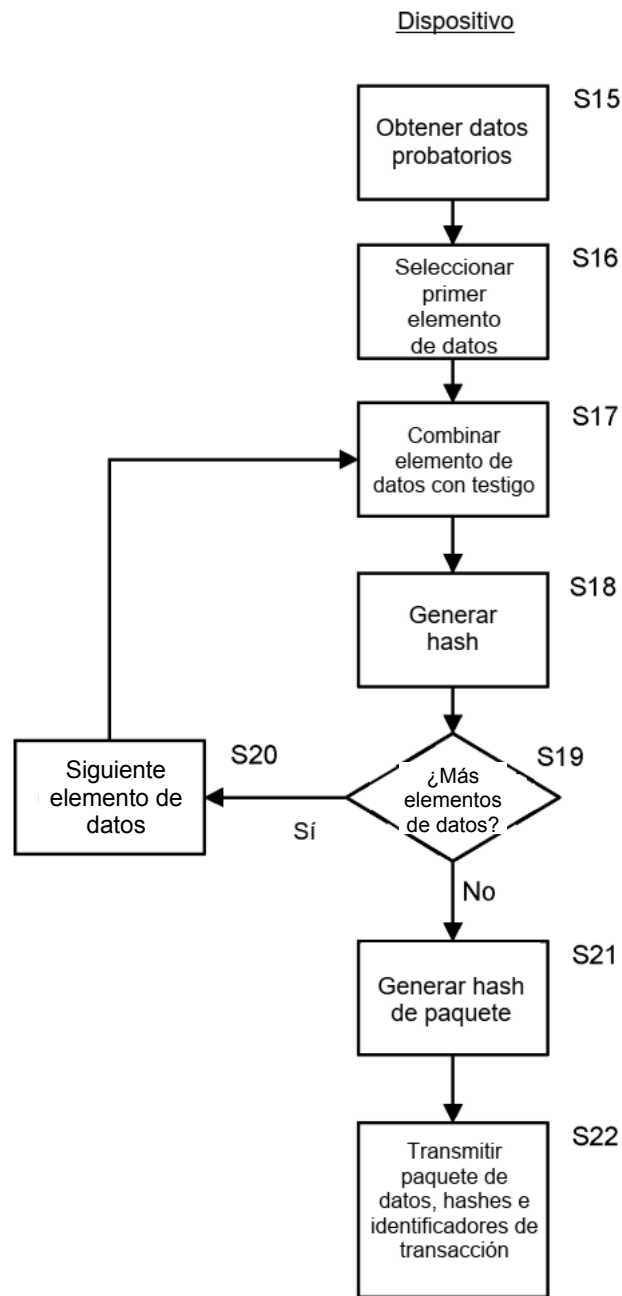 Dispositivo
S15
Obtener datos
probatorios
S16
Seleccionar
primer
elemento
de datos
S17
Combinar
elemento de
datos con testigo
S18
Generar
hash
S19
¿Más
elementos
de datos?
Sí
S20
Siguiente
elemento de
datos
No
S21
Generar hash
de paquete
S22
Transmitir
paquete de
datos, hashes e
identificadores de
transacción